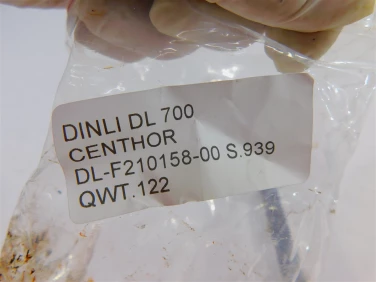 DINLI DL 700
CENTHOR
DL-F210158-00 S.939
QWT.122